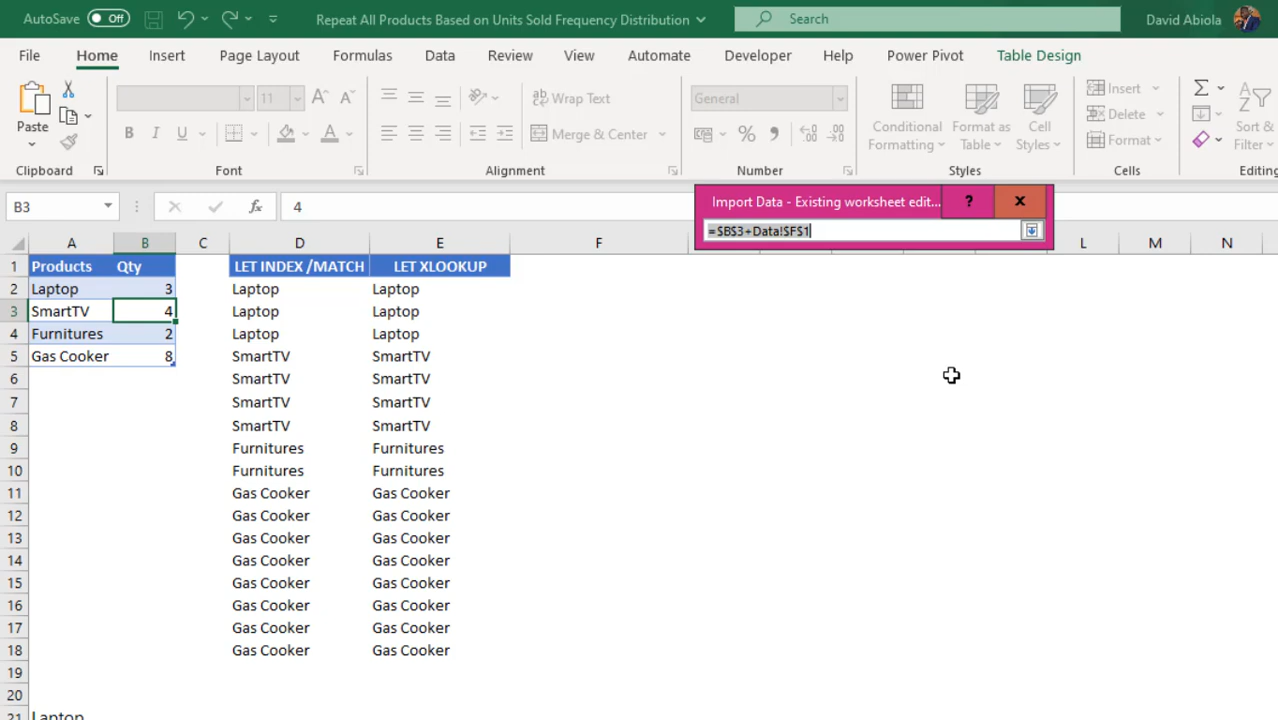 AutoSave Off Repeat All Products Based on Units Sold Frequency Distribution Search David Abiola
File Home Insert Page Layout Formulas Data Review View Automate Developer Help Power Pivot Table Design
Paste 11 A A Wrap Text General Conditional Format as Cell Insert Sort &
B I U A Merge & Center % Formatting Table Styles Delete Filter
Format
Clipboard Font Alignment Number Styles Cells Editing
B3 fx 4
Import Data - Existing worksheet edit... ?
=$B$3+Data!$F$1
A B C D E F L M N
1 Products Qty LET INDEX /MATCH LET XLOOKUP
2 Laptop 3 Laptop Laptop
3 SmartTV 4 Laptop Laptop
4 Furnitures 2 Laptop Laptop
5 Gas Cooker 8 SmartTV SmartTV
6 SmartTV SmartTV
7 SmartTV SmartTV
8 SmartTV SmartTV
9 Furnitures Furnitures
10 Furnitures Furnitures
11 Gas Cooker Gas Cooker
12 Gas Cooker Gas Cooker
13 Gas Cooker Gas Cooker
14 Gas Cooker Gas Cooker
15 Gas Cooker Gas Cooker
16 Gas Cooker Gas Cooker
17 Gas Cooker Gas Cooker
18 Gas Cooker Gas Cooker
19
20
21 Laptop